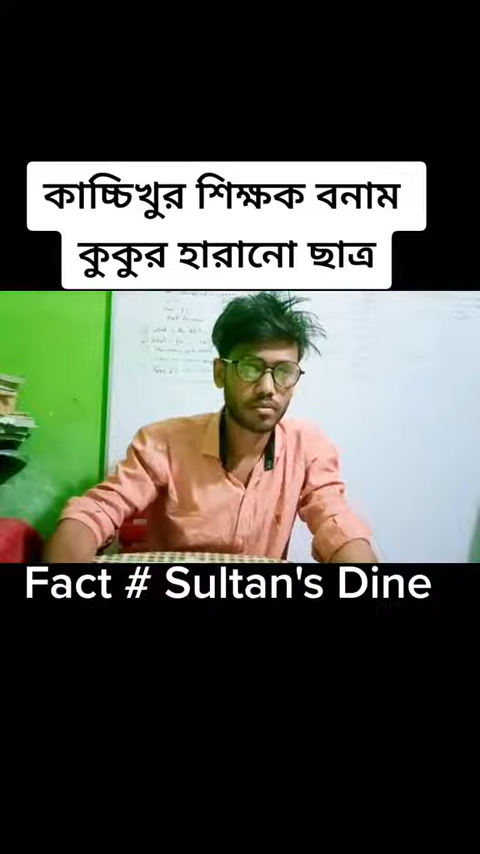 কাচ্চিখুর শিক্ষক বনাম
কুকুর হারানো ছাত্র
Fact # Sultan's Dine